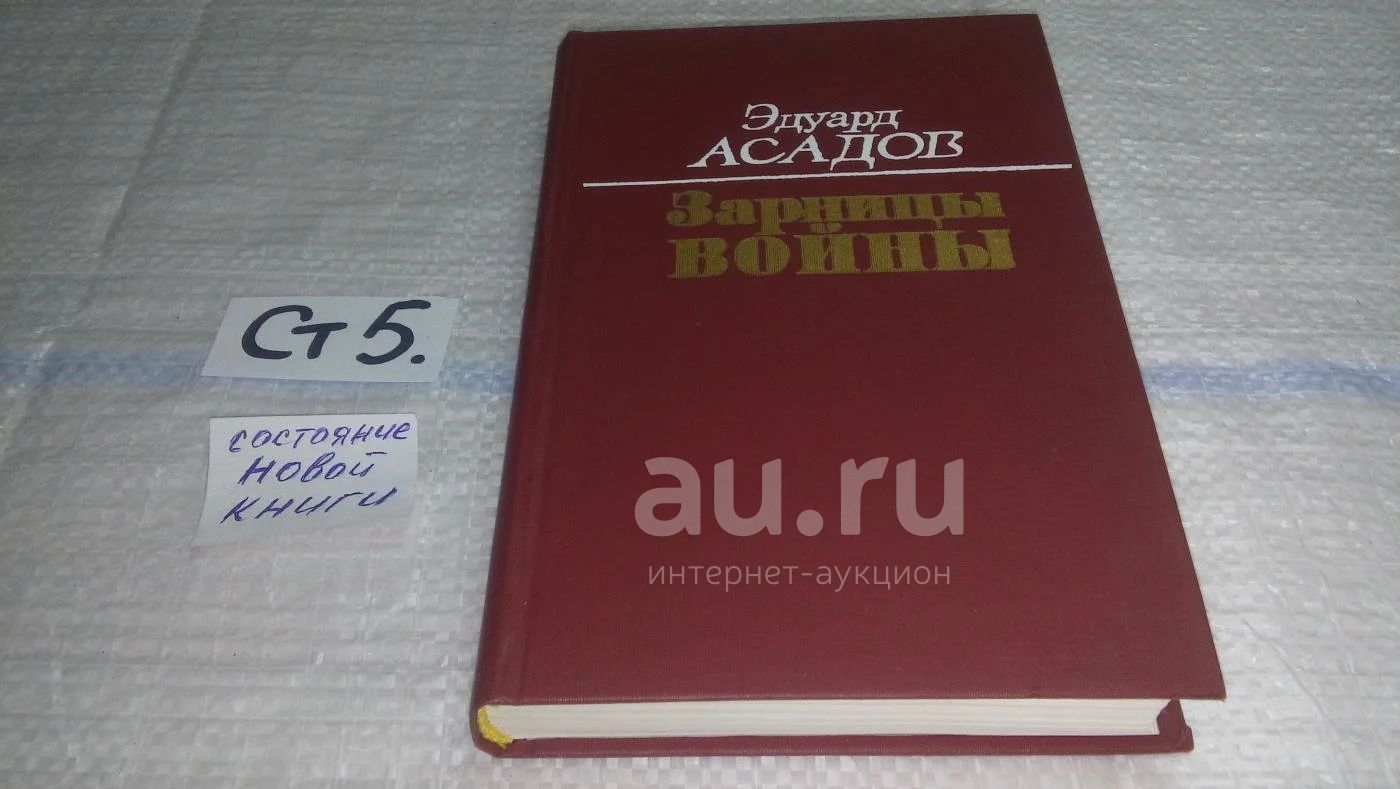 Эдуард
АСАДОВ
Зарницы
войны
Ст 5.
состояние
новой
книги
au.ru
интернет-аукцион